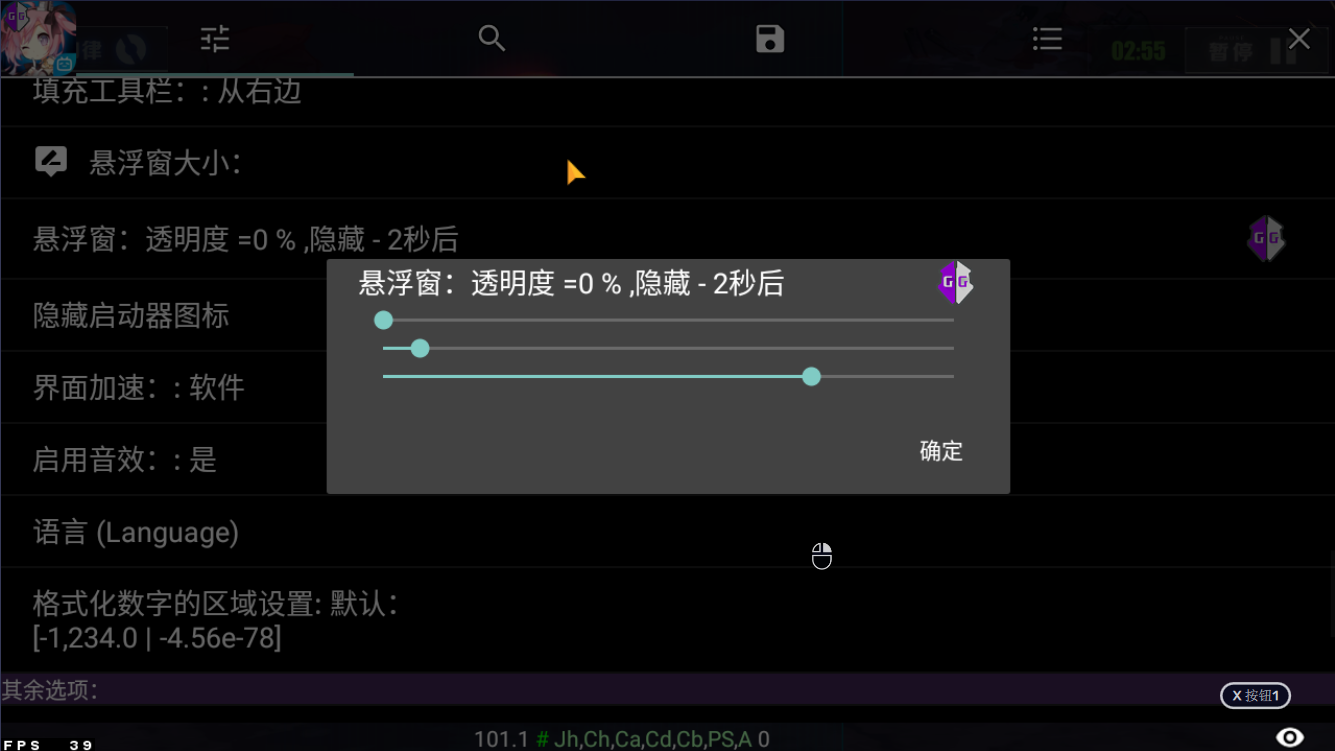 律
02:55
暂停
填充工具栏：: 从右边
悬浮窗大小：
悬浮窗：透明度 =0 % ,隐藏 - 2秒后
GG
悬浮窗：透明度 =0 % ,隐藏 - 2秒后
GG
隐藏启动器图标
界面加速：: 软件
启用音效：: 是
确定
语言 (Language)
格式化数字的区域设置: 默认：
[-1,234.0 | -4.56e-78]
其余选项：
X 按钮1
FPS 39
101.1 # Jh,Ch,Ca,Cd,Cb,PS,A 0